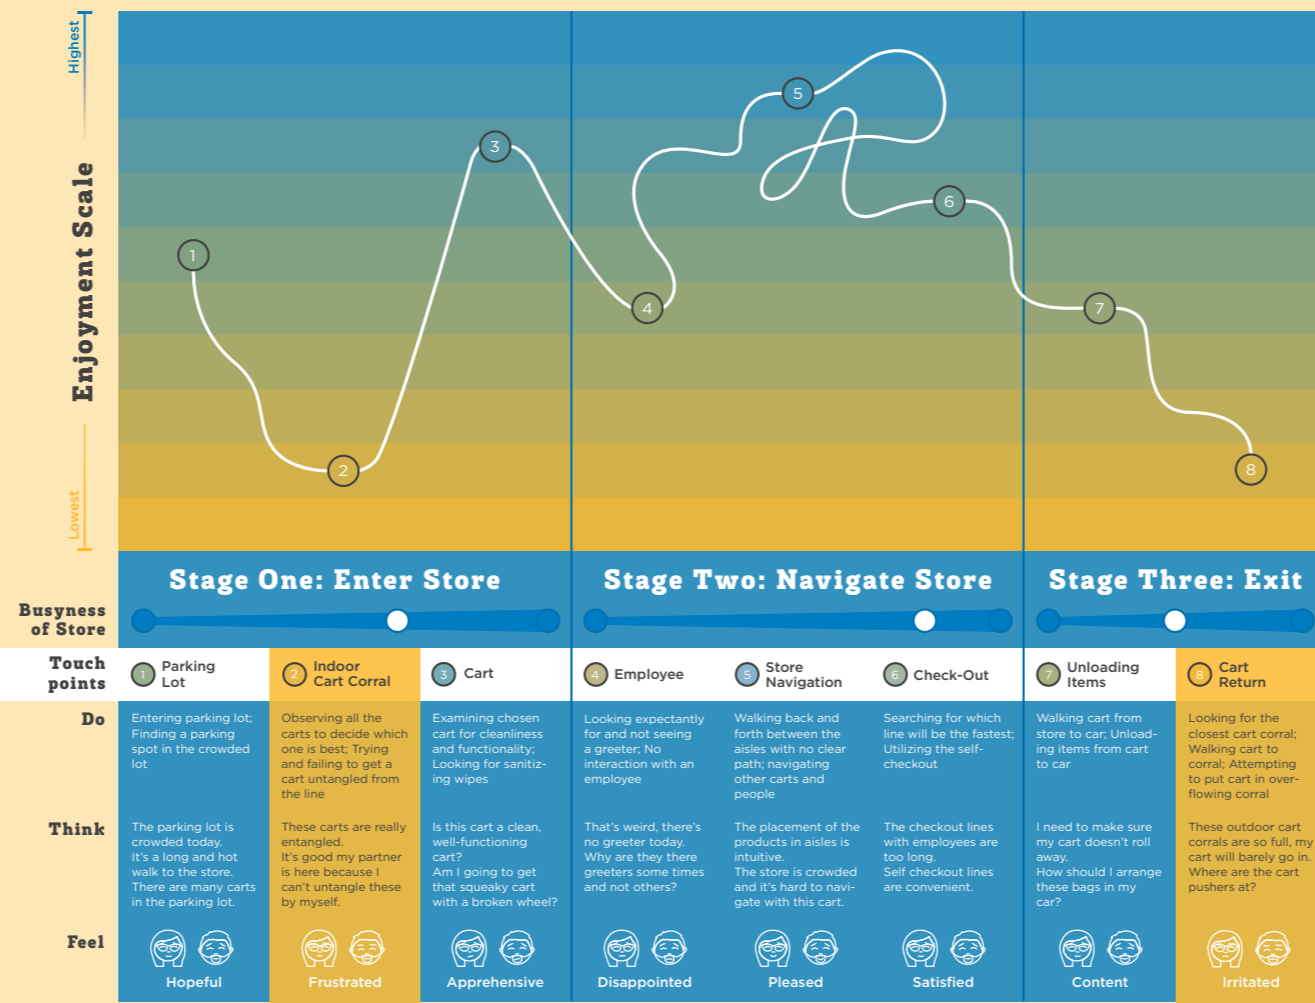 Highest
Enjoyment Scale
Lowest
1
2
3
4
5
6
7
8
Stage One: Enter Store
Stage Two: Navigate Store
Stage Three: Exit
Busyness
of Store
Touch
points
1 Parking
Lot
2 Indoor
Cart Corral
3 Cart
4 Employee
5 Store
Navigation
6 Check-Out
7 Unloading
Items
8 Cart
Return
Do
Entering parking lot;
Finding a parking
spot in the crowded
lot
Observing all the
carts to decide which
one is best; Trying
and failing to get a
cart untangled from
the line
Examining chosen
cart for cleanliness
and functionality;
Looking for sanitiz-
ing wipes
Looking expectantly
for and not seeing
a greeter; No
interaction with an
employee
Walking back and
forth between the
aisles with no clear
path; navigating
other carts and
people
Searching for which
line will be the fastest;
Utilizing the self-
checkout
Walking cart from
store to car; Unload-
ing items from cart
to car
Looking for the
closest cart corral;
Walking cart to
corral; Attempting
to put cart in over-
flowing corral
Think
The parking lot is
crowded today.
It's a long and hot
walk to the store.
There are many carts
in the parking lot.
These carts are really
entangled.
It's good my partner
is here because I
can't untangle these
by myself.
Is this cart a clean,
well-functioning
cart?
Am I going to get
that squeaky cart
with a broken wheel?
That's weird, there's
no greeter today.
Why are they there
greeters some times
and not others?
The placement of the
products in aisles is
intuitive.
The store is crowded
and it's hard to navi-
gate with this cart.
The checkout lines
with employees are
too long.
Self checkout lines
are convenient.
I need to make sure
my cart doesn't roll
away.
How should I arrange
these bags in my
car?
These outdoor cart
corrals are so full, my
cart will barely go in.
Where are the cart
pushers at?
Feel
Hopeful
Frustrated
Apprehensive
Disappointed
Pleased
Satisfied
Content
Irritated